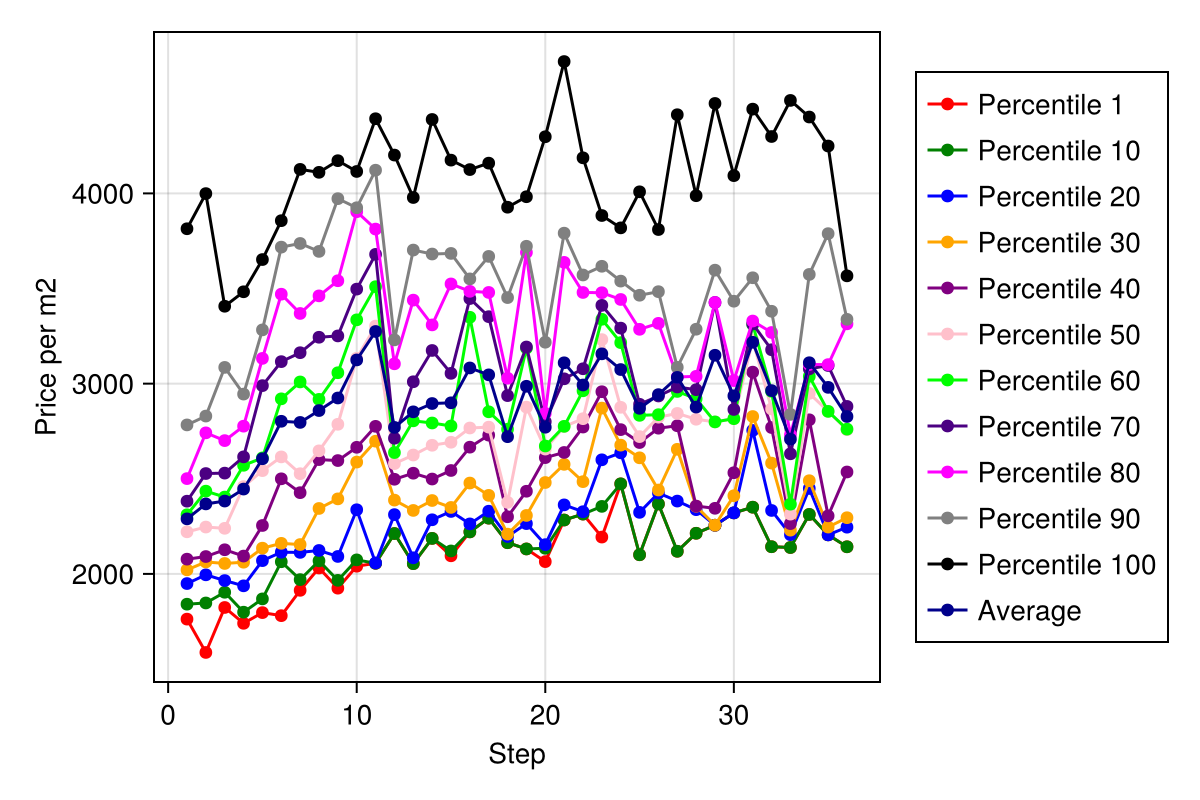 4000
3000
2000
0
10
20
30
Price per m2
Step
Percentile 1
Percentile 10
Percentile 20
Percentile 30
Percentile 40
Percentile 50
Percentile 60
Percentile 70
Percentile 80
Percentile 90
Percentile 100
Average